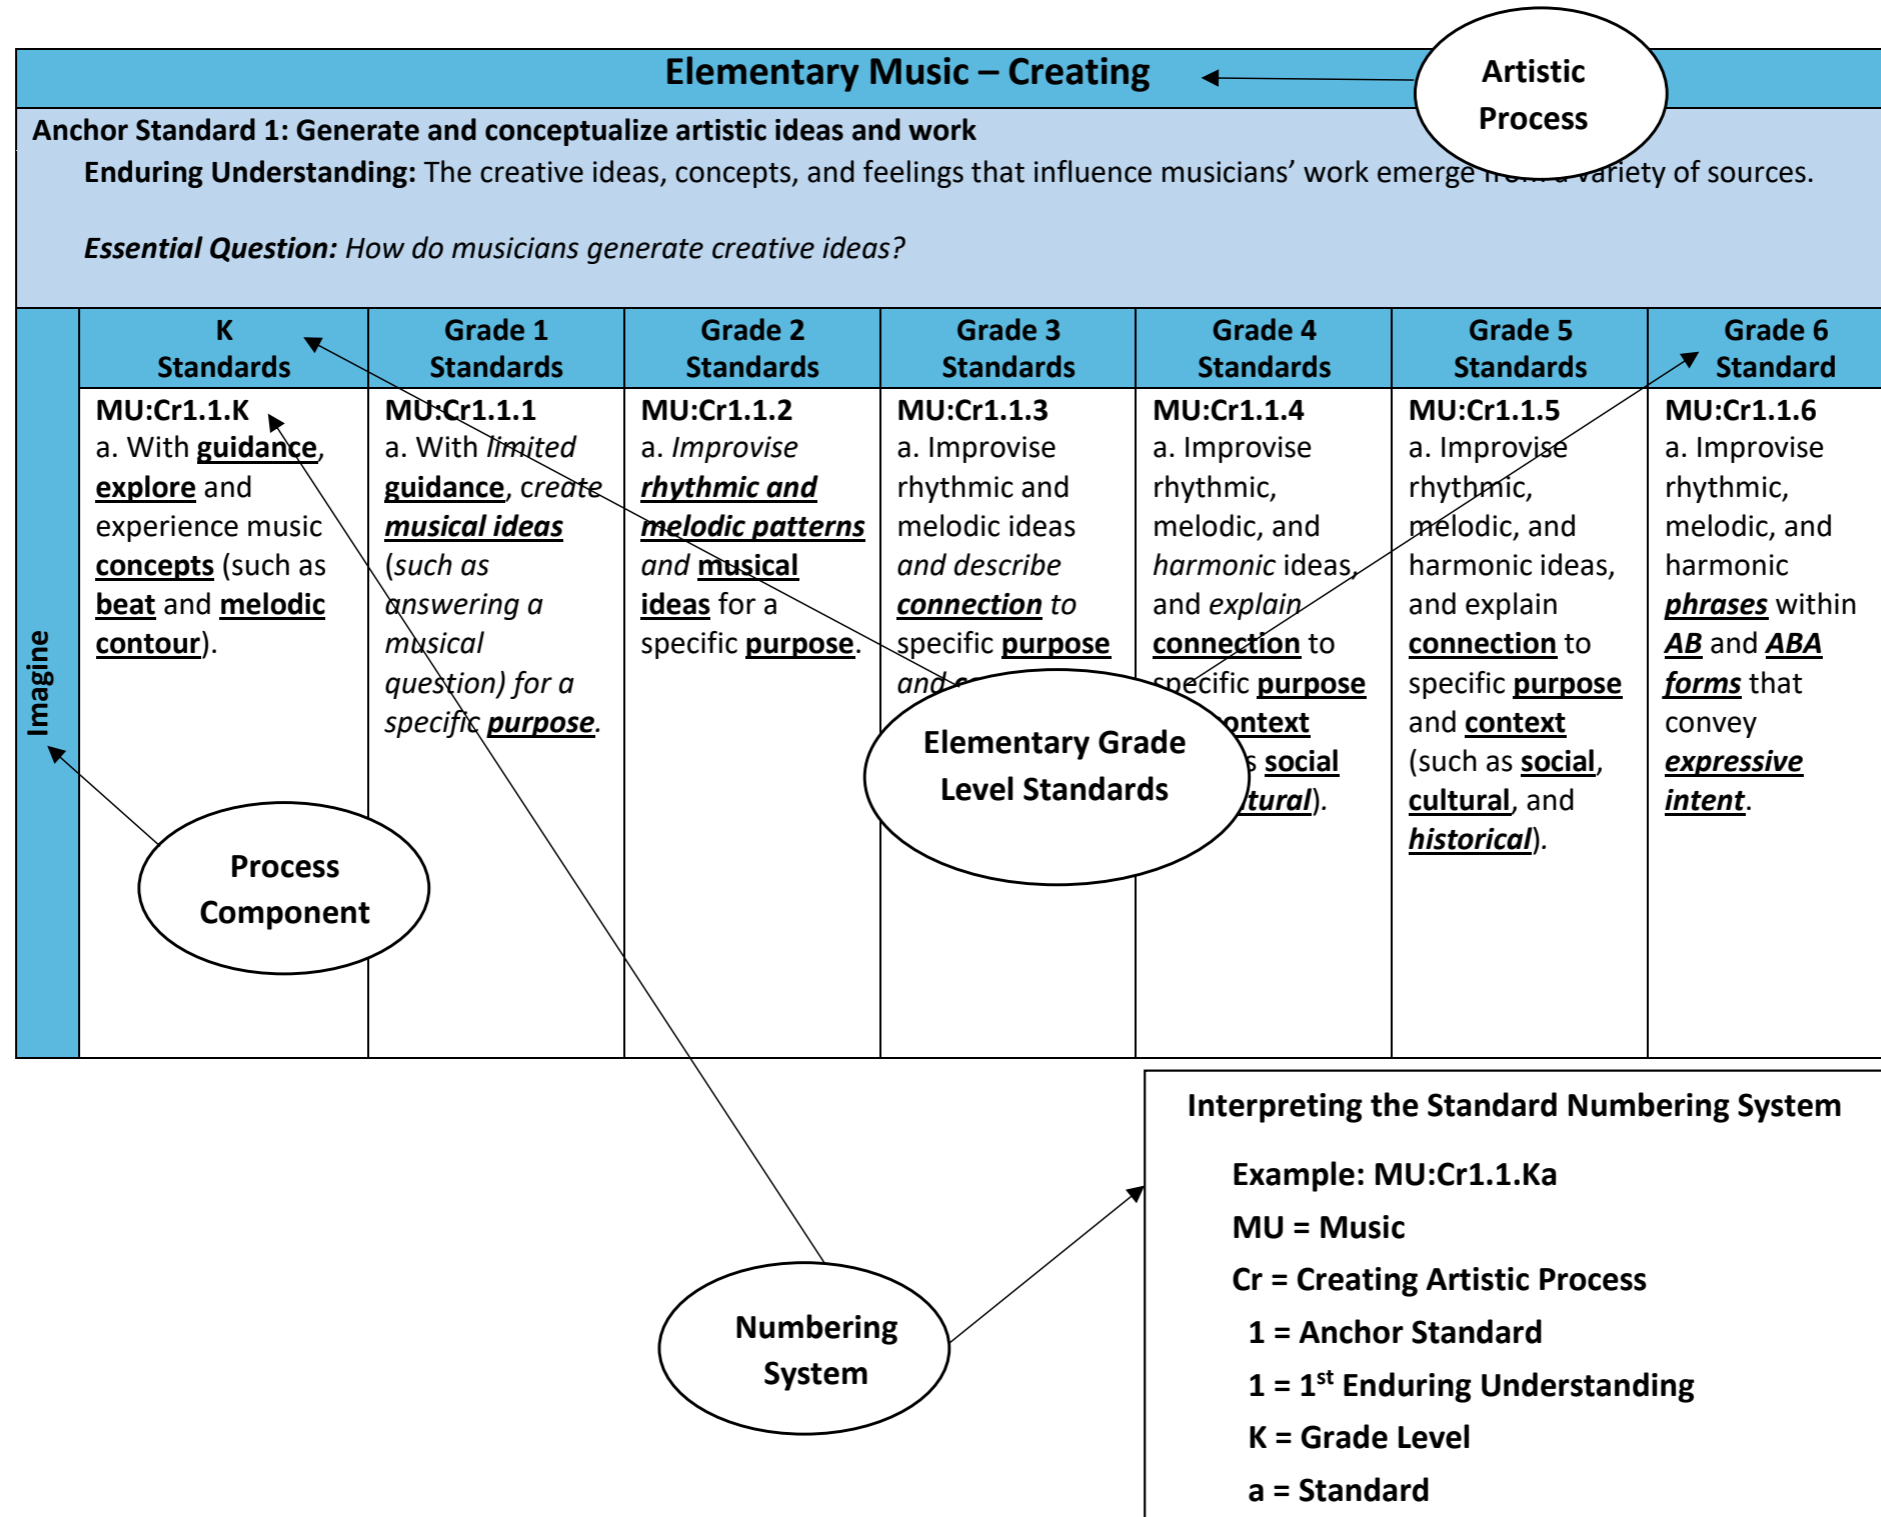 Elementary Music – Creating
Artistic
Process
Anchor Standard 1: Generate and conceptualize artistic ideas and work
Enduring Understanding: The creative ideas, concepts, and feelings that influence musicians’ work emerge from a variety of sources.
Essential Question: How do musicians generate creative ideas?
Imagine
K
Standards
MU:Cr1.1.K
a. With guidance,
explore and
experience music
concepts (such as
beat and melodic
contour).
Grade 1
Standards
MU:Cr1.1.1
a. With limited
guidance, create
musical ideas
(such as
answering a
musical
question) for a
specific purpose.
Grade 2
Standards
MU:Cr1.1.2
a. Improvise
rhythmic and
melodic patterns
and musical
ideas for a
specific purpose.
Grade 3
Standards
MU:Cr1.1.3
a. Improvise
rhythmic and
melodic ideas
and describe
connection to
specific purpose
and
Grade 4
Standards
MU:Cr1.1.4
a. Improvise
rhythmic,
melodic, and
harmonic ideas,
and explain
connection to
specific purpose
context
social
Grade 5
Standards
MU:Cr1.1.5
a. Improvise
rhythmic,
melodic, and
harmonic ideas,
and explain
connection to
specific purpose
and context
(such as social,
cultural, and
historical).
Grade 6
Standard
MU:Cr1.1.6
a. Improvise
rhythmic,
melodic, and
harmonic
phrases within
AB and ABA
forms that
convey
expressive
intent.
Elementary Grade
Level Standards
Process
Component
Numbering
System
Interpreting the Standard Numbering System
Example: MU:Cr1.1.Ka
MU = Music
Cr = Creating Artistic Process
1 = Anchor Standard
1 = 1st Enduring Understanding
K = Grade Level
a = Standard